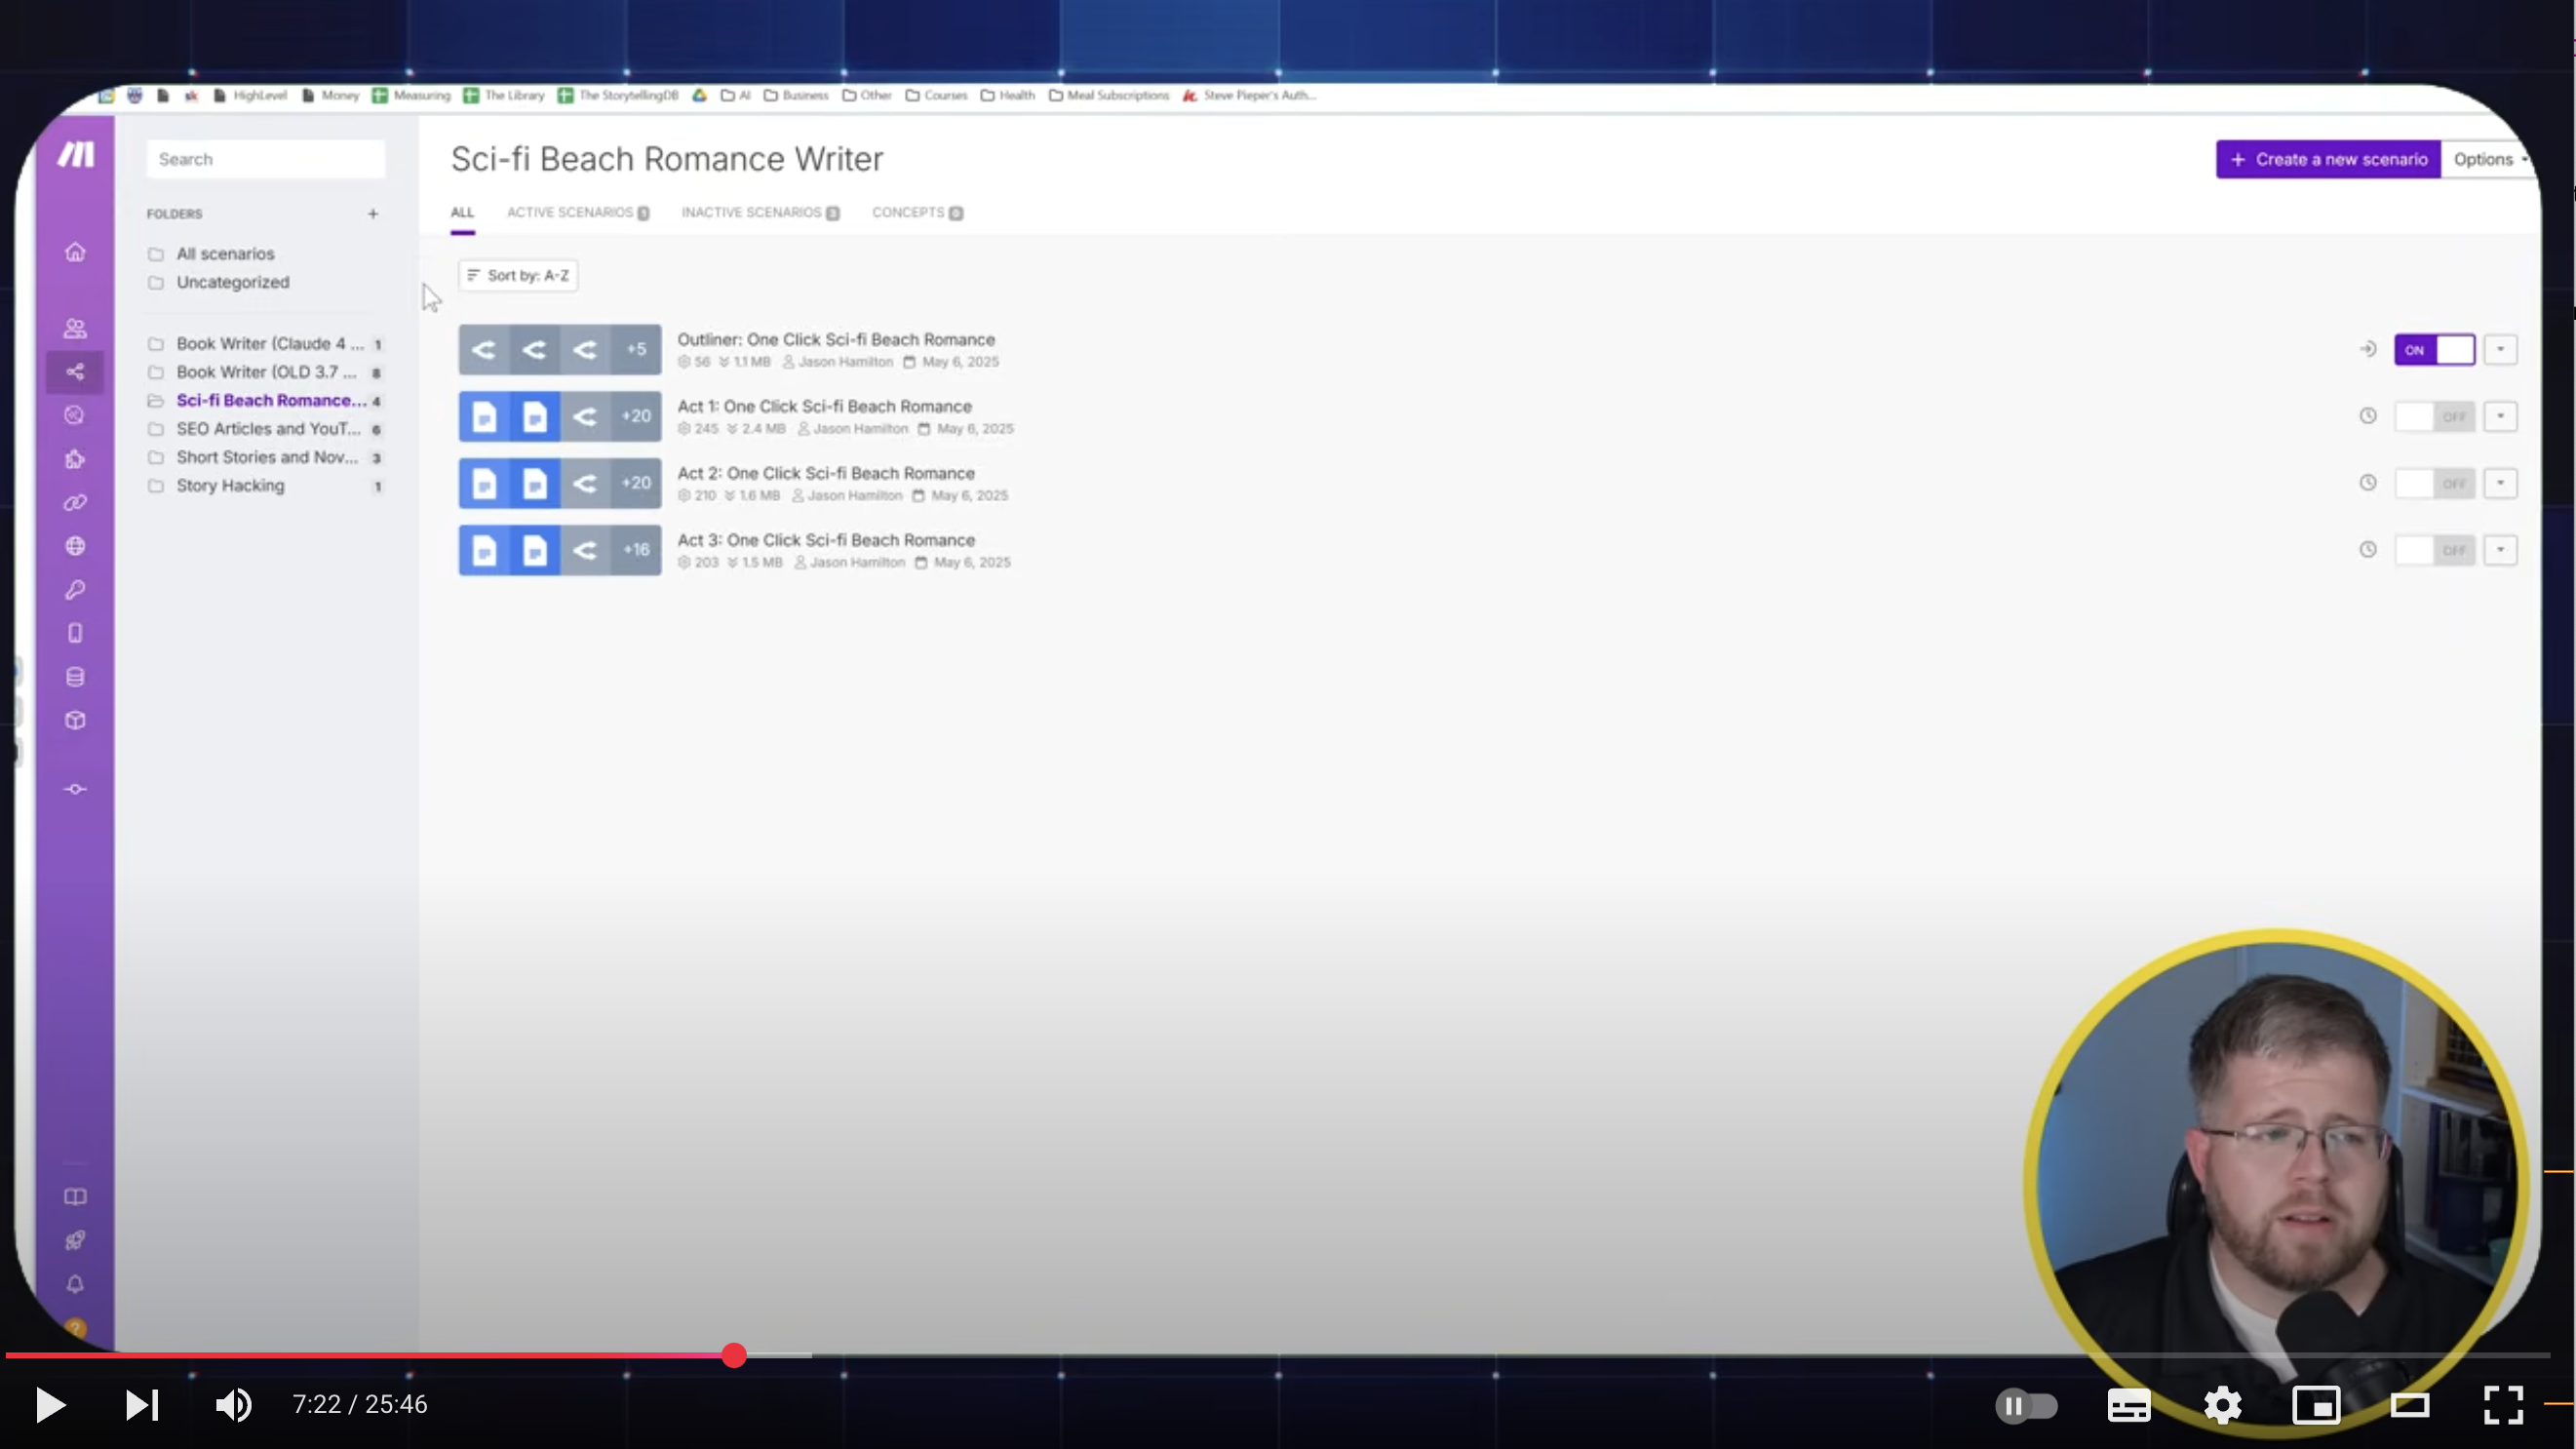 HighLevel Money Measuring The Library The StorytellingDB AI Business Other Courses Health Meal Subscriptions Steve Pieper's Auth...
Search
Sci-fi Beach Romance Writer
+ Create a new scenario
Options
FOLDERS +
ALL
ACTIVE SCENARIOS 1
INACTIVE SCENARIOS 3
CONCEPTS 0
All scenarios
Uncategorized
Sort by: A-Z
Book Writer (Claude 4 ... 1
Book Writer (OLD 3.7 ... 8
Sci-fi Beach Romance... 4
SEO Articles and YouT... 6
Short Stories and Nov... 3
Story Hacking 1
+5
Outliner: One Click Sci-fi Beach Romance
56 1.1 MB Jason Hamilton May 6, 2025
ON
+20
Act 1: One Click Sci-fi Beach Romance
245 2.4 MB Jason Hamilton May 6, 2025
OFF
+20
Act 2: One Click Sci-fi Beach Romance
210 1.6 MB Jason Hamilton May 6, 2025
OFF
+16
Act 3: One Click Sci-fi Beach Romance
203 1.5 MB Jason Hamilton May 6, 2025
OFF
?
7:22 / 25:46